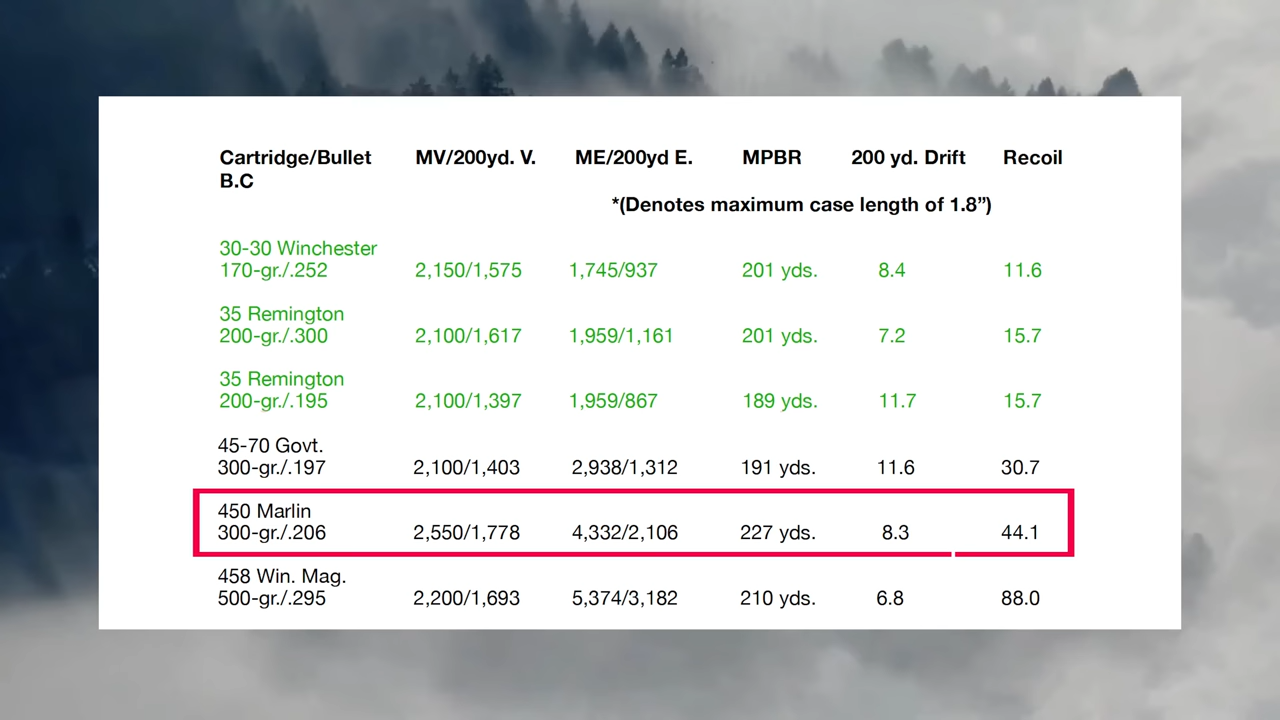 Cartridge/Bullet MV/200yd. V. ME/200yd E. MPBR 200 yd. Drift Recoil
B.C
*(Denotes maximum case length of 1.8”)
30-30 Winchester
170-gr./.252 2,150/1,575 1,745/937 201 yds. 8.4 11.6
35 Remington
200-gr./.300 2,100/1,617 1,959/1,161 201 yds. 7.2 15.7
35 Remington
200-gr./.195 2,100/1,397 1,959/867 189 yds. 11.7 15.7
45-70 Govt.
300-gr./.197 2,100/1,403 2,938/1,312 191 yds. 11.6 30.7
450 Marlin
300-gr./.206 2,550/1,778 4,332/2,106 227 yds. 8.3 44.1
458 Win. Mag.
500-gr./.295 2,200/1,693 5,374/3,182 210 yds. 6.8 88.0